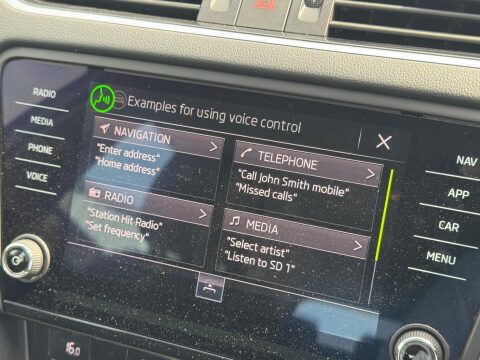 Examples for using voice control
RADIO
MEDIA
PHONE
VOICE
NAVIGATION
"Enter address"
"Home address"
TELEPHONE
"Call John Smith mobile"
"Missed calls"
RADIO
"Station Hit Radio"
"Set frequency"
MEDIA
"Select artist"
"Listen to SD 1"
NAV
APP
CAR
MENU
16.0